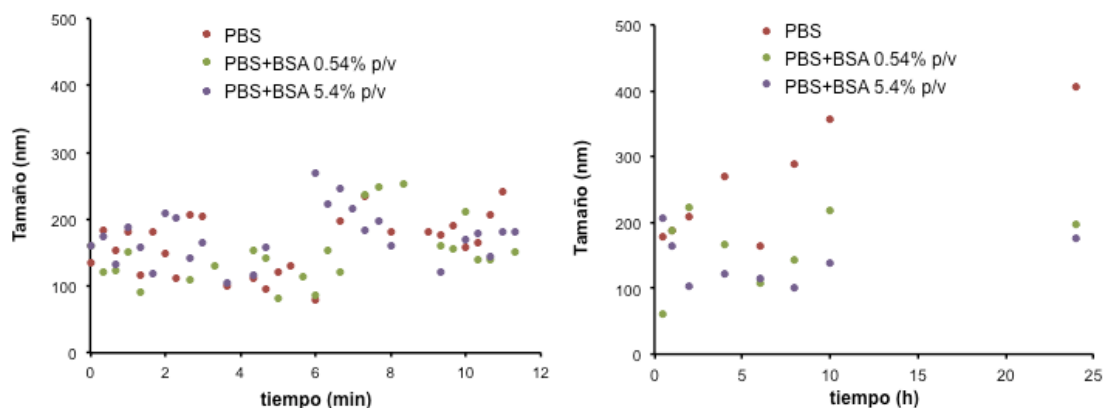 500
400
300
200
100
0
Tamaño (nm)
PBS
PBS+BSA 0.54% p/v
PBS+BSA 5.4% p/v
0 2 4 6 8 10 12
tiempo (min)
500
400
300
200
100
0
Tamaño (nm)
PBS
PBS+BSA 0.54% p/v
PBS+BSA 5.4% p/v
0 5 10 15 20 25
tiempo (h)